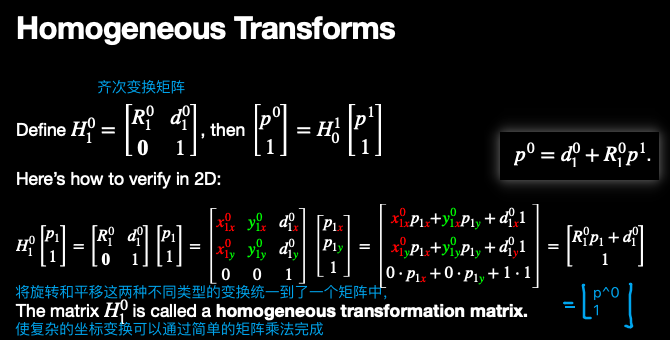 Homogeneous Transforms
齐次变换矩阵
Define $H_1^0 = \begin{bmatrix} R_1^0 & d_1^0 \\ \mathbf{0} & 1 \end{bmatrix}$, then $\begin{bmatrix} p^0 \\ 1 \end{bmatrix} = H_0^1 \begin{bmatrix} p^1 \\ 1 \end{bmatrix}$
$p^0 = d_1^0 + R_1^0 p^1.$
Here's how to verify in 2D:
$H_1^0 \begin{bmatrix} p_1 \\ 1 \end{bmatrix} = \begin{bmatrix} R_1^0 & d_1^0 \\ \mathbf{0} & 1 \end{bmatrix} \begin{bmatrix} p_1 \\ 1 \end{bmatrix} = \begin{bmatrix} x_{1x}^0 & y_{1x}^0 & d_{1x}^0 \\ x_{1y}^0 & y_{1y}^0 & d_{1y}^0 \\ 0 & 0 & 1 \end{bmatrix} \begin{bmatrix} p_{1x} \\ p_{1y} \\ 1 \end{bmatrix} = \begin{bmatrix} x_{1x}^0 p_{1x} + y_{1x}^0 p_{1y} + d_{1x}^0 1 \\ x_{1y}^0 p_{1x} + y_{1y}^0 p_{1y} + d_{1y}^0 1 \\ 0 \cdot p_{1x} + 0 \cdot p_{1y} + 1 \cdot 1 \end{bmatrix} = \begin{bmatrix} R_1^0 p_1 + d_1^0 \\ 1 \end{bmatrix}$
= $\begin{bmatrix} p\text{\textasciicircum}0 \\ 1 \end{bmatrix}$
将旋转和平移这两种不同类型的变换统一到了一个矩阵中,
The matrix $H_1^0$ is called a homogeneous transformation matrix.
使复杂的坐标变换可以通过简单的矩阵乘法完成